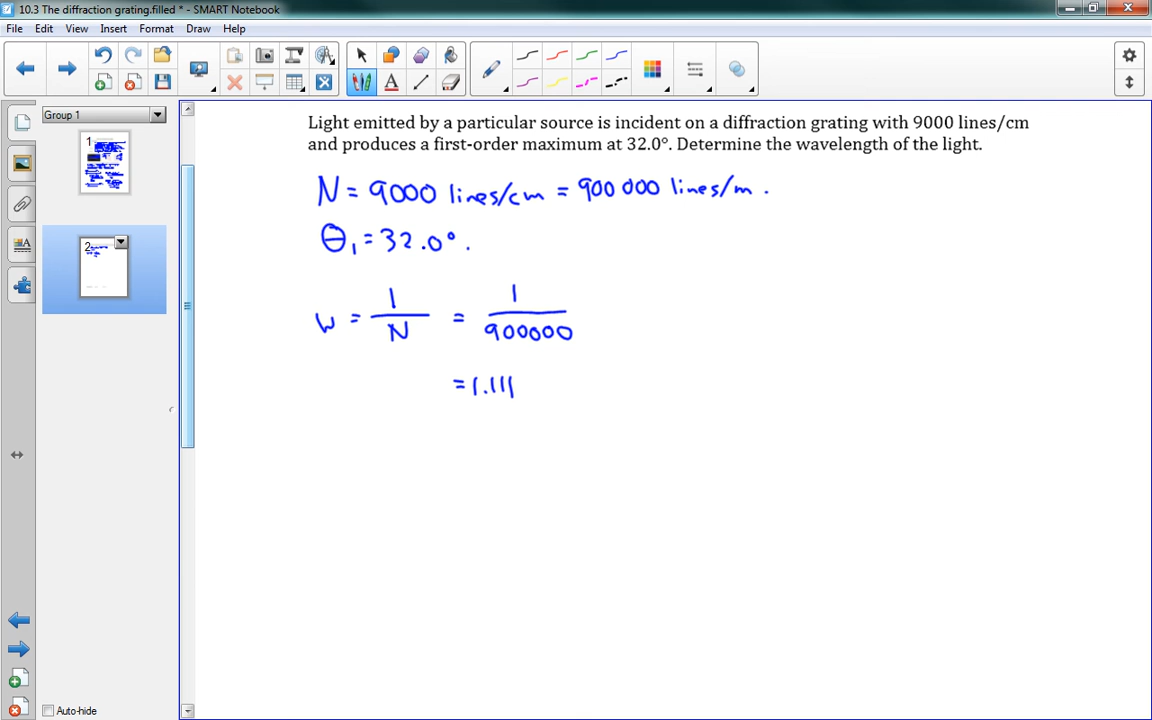 10.3 The diffraction grating.filled * - SMART Notebook
File Edit View Insert Format Draw Help
Group 1
1
2
Light emitted by a particular source is incident on a diffraction grating with 9000 lines/cm
and produces a first-order maximum at 32.0°. Determine the wavelength of the light.
N = 9000 lines/cm = 900 000 lines/m.
θ₁ = 32.0°.
w = 1/N = 1/900000
= 1.111
Auto-hide